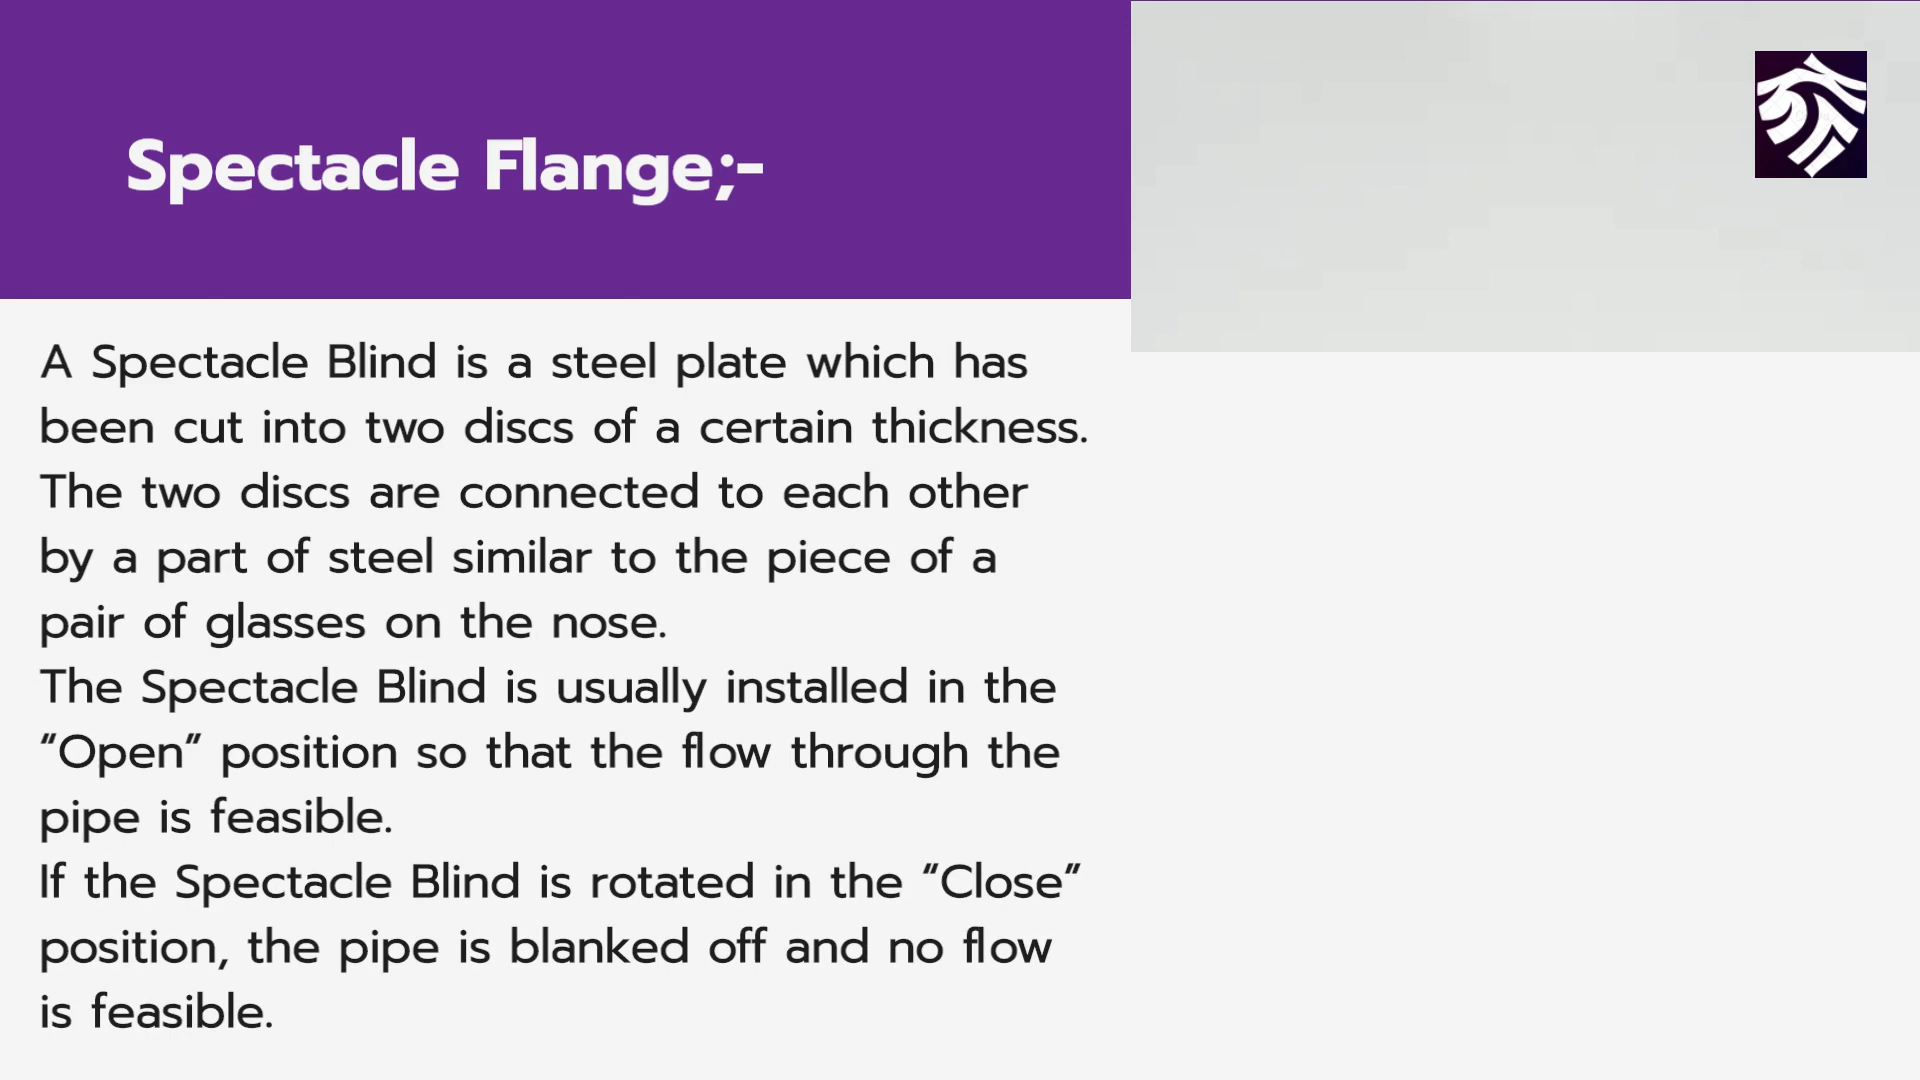 Spectacle Flange;-
A Spectacle Blind is a steel plate which has
been cut into two discs of a certain thickness.
The two discs are connected to each other
by a part of steel similar to the piece of a
pair of glasses on the nose.
The Spectacle Blind is usually installed in the
“Open” position so that the flow through the
pipe is feasible.
If the Spectacle Blind is rotated in the “Close”
position, the pipe is blanked off and no flow
is feasible.